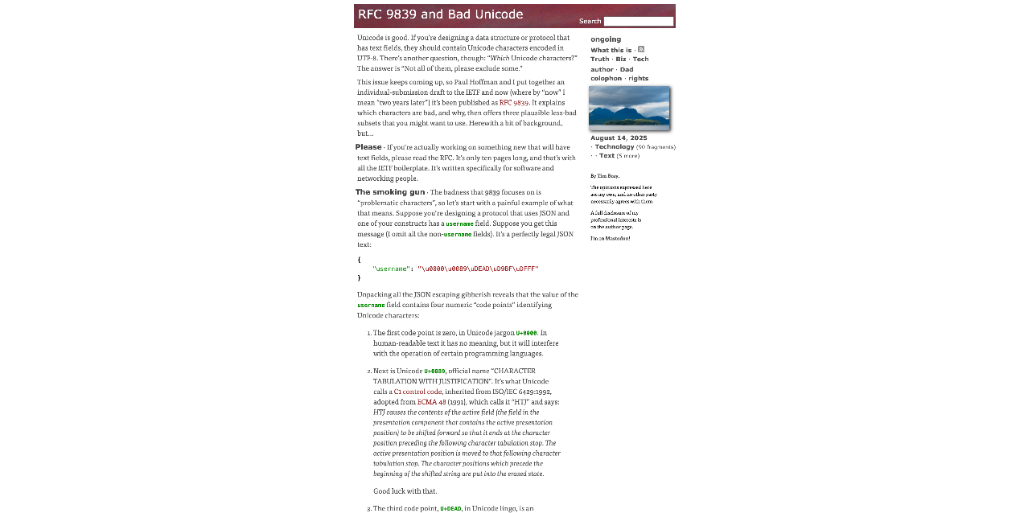 RFC 9839 and Bad Unicode
Search
Unicode is good. If you're designing a data structure or protocol that
has text fields, they should contain Unicode characters encoded in
UTF-8. There's another question, though: “Which Unicode characters?”
The answer is “Not all of them, please exclude some.”
This issue keeps coming up, so Paul Hoffman and I put together an
individual-submission draft to the IETF and now (where by “now” I
mean “two years later”) it's been published as RFC 9839. It explains
which characters are bad, and why, then offers three plausible less-bad
subsets that you might want to use. Herewith a bit of background,
but…
Please · If you're actually working on something new that will have
text fields, please read the RFC. It's only ten pages long, and that's with
all the IETF boilerplate. It's written specifically for software and
networking people.
The smoking gun · The badness that 9839 focuses on is
“problematic characters”, so let's start with a painful example of what
that means. Suppose you're designing a protocol that uses JSON and
one of your constructs has a username field. Suppose you get this
message (I omit all the non-username fields). It's a perfectly legal JSON
text:
{
"username": "\u0000\u0089\uDEAD\uD9BF\uDFFF"
}
Unpacking all the JSON escaping gibberish reveals that the value of the
username field contains four numeric “code points” identifying
Unicode characters:
1. The first code point is zero, in Unicode jargon U+0000. In
human-readable text it has no meaning, but it will interfere
with the operation of certain programming languages.
2. Next is Unicode U+0089, official name “CHARACTER
TABULATION WITH JUSTIFICATION”. It's what Unicode
calls a C1 control code, inherited from ISO/IEC 6429:1992,
adopted from ECMA 48 (1991), which calls it “HTJ” and says:
HTJ causes the contents of the active field (the field in the
presentation component that contains the active presentation
position) to be shifted forward so that it ends at the character
position preceding the following character tabulation stop. The
active presentation position is moved to that following character
tabulation stop. The character positions which precede the
beginning of the shifted string are put into the erased state.
Good luck with that.
3. The third code point, U+DEAD, in Unicode lingo, is an
ongoing
What this is ·
Truth · Biz · Tech
author · Dad
colophon · rights
August 14, 2025
· Technology (90 fragments)
· · Text (5 more)
By Tim Bray.
The opinions expressed here
are my own, and no other party
necessarily agrees with them.
A full disclosure of my
professional interests is
on the author page.
I'm on Mastodon!